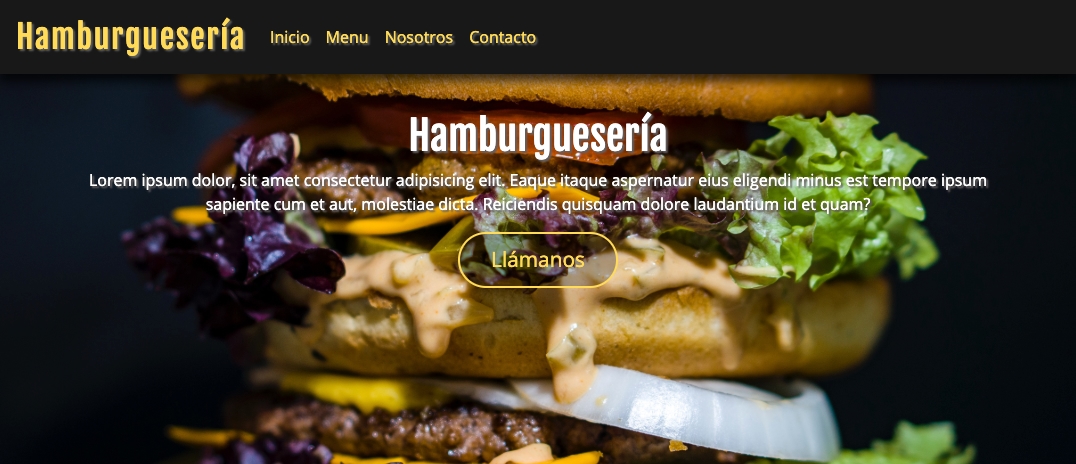 Hamburguesería
Inicio Menu Nosotros Contacto
Hamburguesería
Lorem ipsum dolor, sit amet consectetur adipisicing elit. Eaque itaque aspernatur eius eligendi minus est tempore ipsum
sapiente cum et aut, molestiae dicta. Reiciendis quisquam dolore laudantium id et quam?
Llámanos